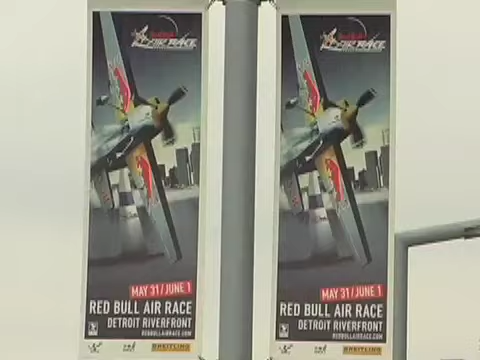 AIR RACE
MAY 31/JUNE 1
RED BULL AIR RACE
DETROIT RIVERFRONT
REDBULLAIRRACE.COM
BREITLING
AIR RACE
MAY 31/JUNE 1
RED BULL AIR RACE
DETROIT RIVERFRONT
REDBULLAIRRACE.COM
BREITLING